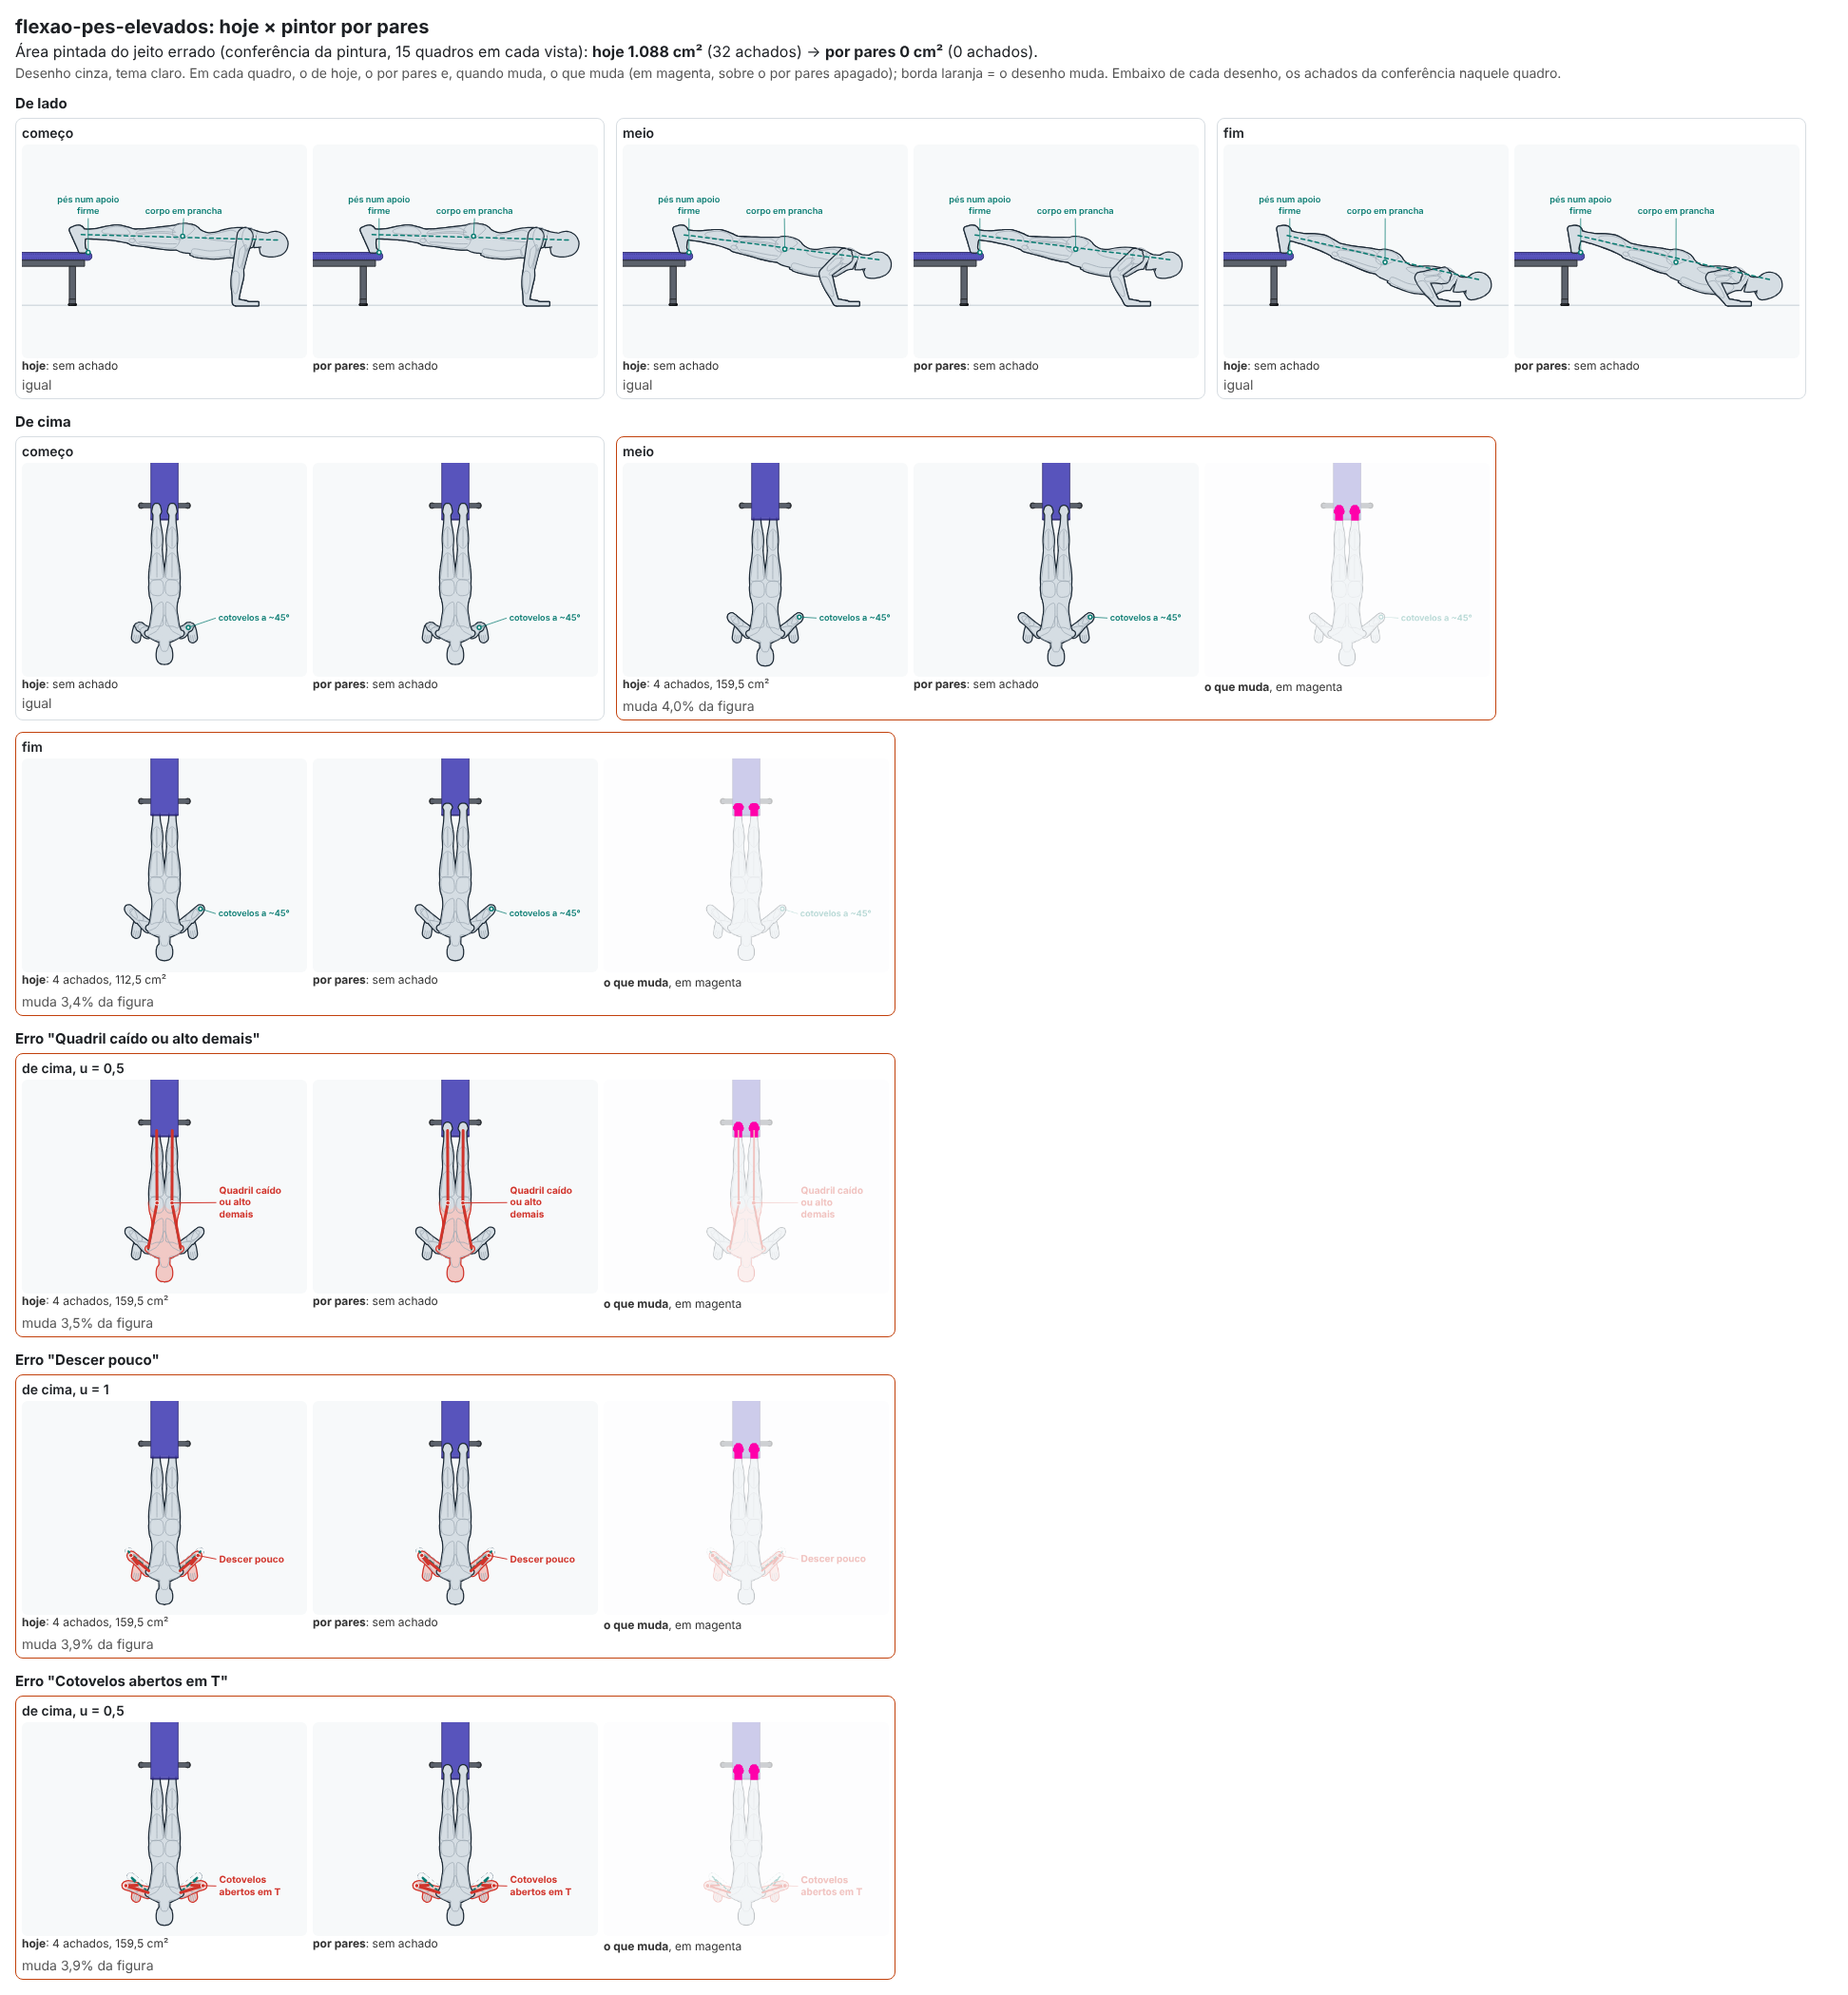 flexao-pes-elevados: hoje × pintor por pares
Área pintada do jeito errado (conferência da pintura, 15 quadros em cada vista): hoje 1.088 cm² (32 achados) → por pares 0 cm² (0 achados).
Desenho cinza, tema claro. Em cada quadro, o de hoje, o por pares e, quando muda, o que muda (em magenta, sobre o por pares apagado); borda laranja = o desenho muda. Embaixo de cada desenho, os achados da conferência naquele quadro.
De lado
começo
pés num apoio
firme
corpo em prancha
pés num apoio
firme
corpo em prancha
hoje: sem achado
por pares: sem achado
igual
meio
pés num apoio
firme
corpo em prancha
pés num apoio
firme
corpo em prancha
hoje: sem achado
por pares: sem achado
igual
fim
pés num apoio
firme
corpo em prancha
pés num apoio
firme
corpo em prancha
hoje: sem achado
por pares: sem achado
igual
De cima
começo
cotovelos a ~45°
cotovelos a ~45°
hoje: sem achado
por pares: sem achado
igual
meio
cotovelos a ~45°
cotovelos a ~45°
cotovelos a ~45°
hoje: 4 achados, 159,5 cm²
por pares: sem achado
o que muda, em magenta
muda 4,0% da figura
fim
cotovelos a ~45°
cotovelos a ~45°
cotovelos a ~45°
hoje: 4 achados, 112,5 cm²
por pares: sem achado
o que muda, em magenta
muda 3,4% da figura
Erro "Quadril caído ou alto demais"
de cima, u = 0,5
Quadril caído
ou alto
demais
Quadril caído
ou alto
demais
Quadril caído
ou alto
demais
hoje: 4 achados, 159,5 cm²
por pares: sem achado
o que muda, em magenta
muda 3,5% da figura
Erro "Descer pouco"
de cima, u = 1
Descer pouco
Descer pouco
Descer pouco
hoje: 4 achados, 159,5 cm²
por pares: sem achado
o que muda, em magenta
muda 3,9% da figura
Erro "Cotovelos abertos em T"
de cima, u = 0,5
Cotovelos
abertos em T
Cotovelos
abertos em T
Cotovelos
abertos em T
hoje: 4 achados, 159,5 cm²
por pares: sem achado
o que muda, em magenta
muda 3,9% da figura